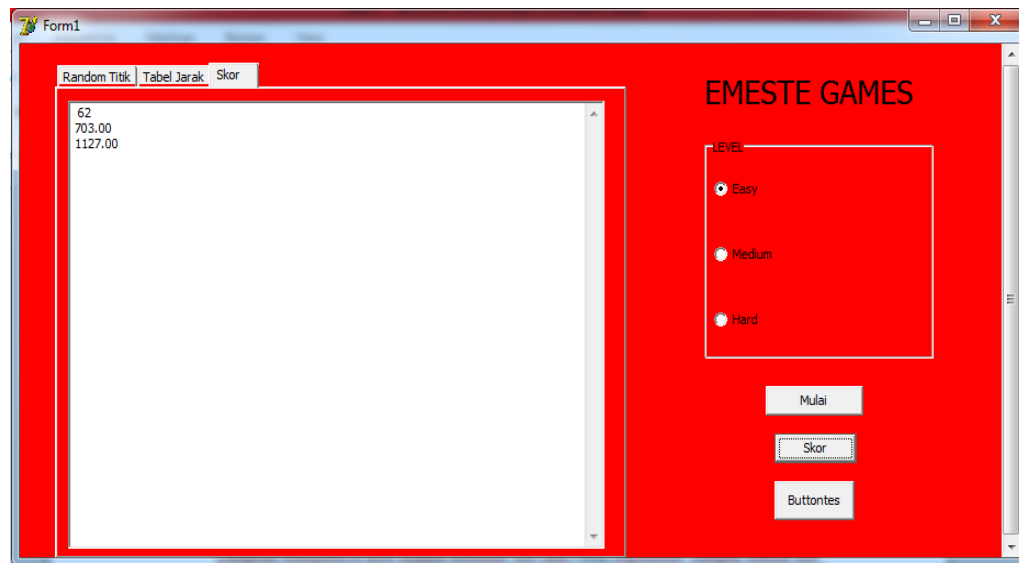 Form1
Random Titik
Tabel Jarak
Skor
62
703.00
1127.00
EMESTE GAMES
LEVEL
Easy
Medium
Hard
Mulai
Skor
Buttontes